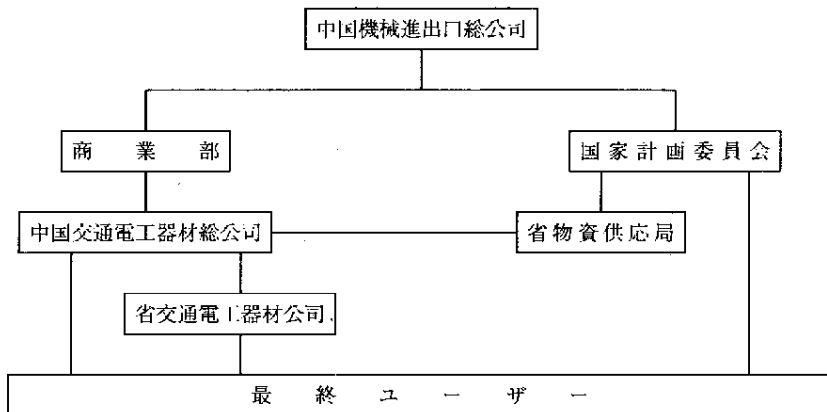 中国機械進出口総公司
商業部
国家計画委員会
中国交通電工器材総公司
省物資供応局
省交通電工器材公司
最終ユーザー